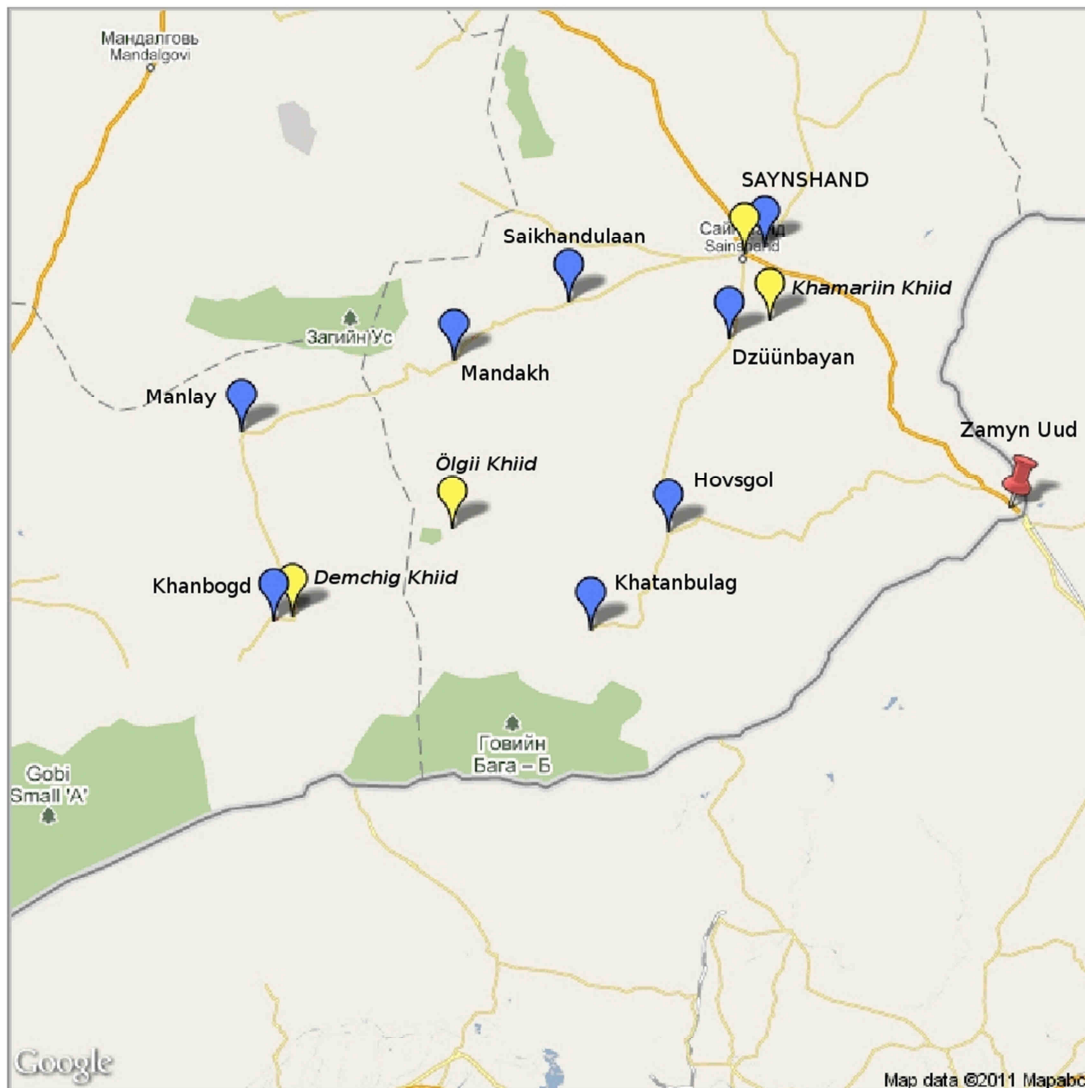 Мандалговь
Mandalgovi
SAYNSHAND
Saikhandulaan
Sainshand
Khamariin Khiid
Загийн Ус
Dzüünbayan
Mandakh
Manlay
Zamyn Uud
Ölgii Khiid
Hovsgol
Khanbogd
Demchig Khiid
Khatanbulag
Говийн
Бага – Б
Gobi
Small 'A'
Google
Map data ©2011 Mapabc